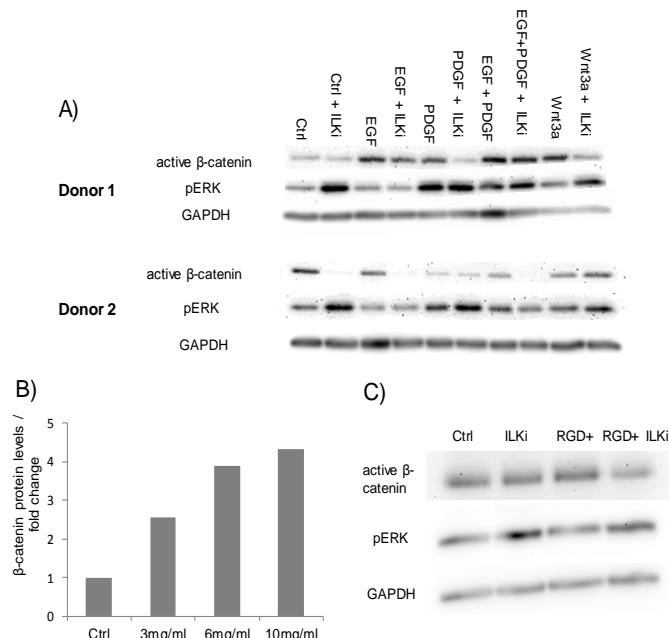 A)
Ctrl
Ctrl + ILKi
EGF
EGF + ILKi
PDGF
PDGF + ILKi
EGF + PDGF
EGF+PDGF + ILKi
Wnt3a
Wnt3a + ILKi
Donor 1
active β-catenin
pERK
GAPDH
Donor 2
active β-catenin
pERK
GAPDH
B)
β-catenin protein levels /
fold change
5
4
3
2
1
0
Ctrl 3mg/ml 6mg/ml 10mg/ml
C)
Ctrl ILKi RGD+ RGD+ ILKi
active β-
catenin
pERK
GAPDH